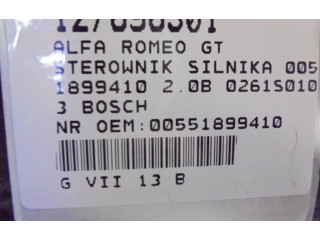 ALFA ROMEO GT
STEROWNIK SILNIKA 005
1899410 2.0B 0261S010
3 BOSCH
NR OEM:00551899410
G VII 13 B